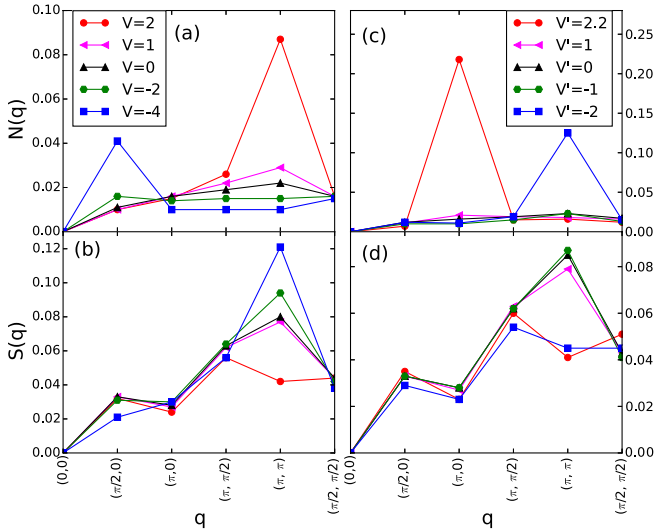 0.10
0.08
0.06
0.04
0.02
0.00
N(q)
V=2
V=1
V=0
V=-2
V=-4
(a)
(c)
V'=2.2
V'=1
V'=0
V'=-1
V'=-2
0.25
0.20
0.15
0.10
0.05
0.00
0.12
0.10
0.08
0.06
0.04
0.02
0.00
S(q)
(b)
(d)
0.08
0.06
0.04
0.02
0.00
(0,0)
(π/2,0)
(π,0)
(π, π/2)
(π, π)
(π/2, π/2)
q
(0,0)
(π/2,0)
(π,0)
(π, π/2)
(π, π)
(π/2, π/2)
q